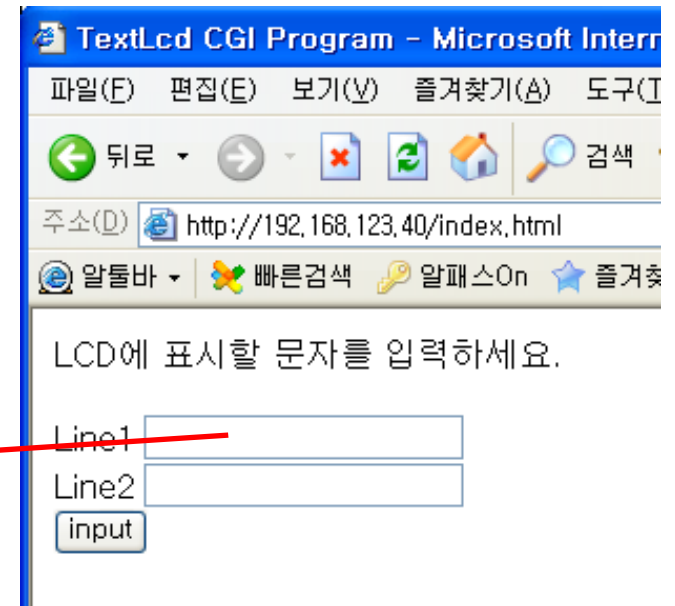 TextLcd CGI Program - Microsoft Intern
파일(F) 편집(E) 보기(V) 즐겨찾기(A) 도구(T
뒤로 검색
주소(D) http://192.168.123.40/index.html
알툴바 빠른검색 알패스On 즐겨찾
LCD에 표시할 문자를 입력하세요.
Line1
Line2
input